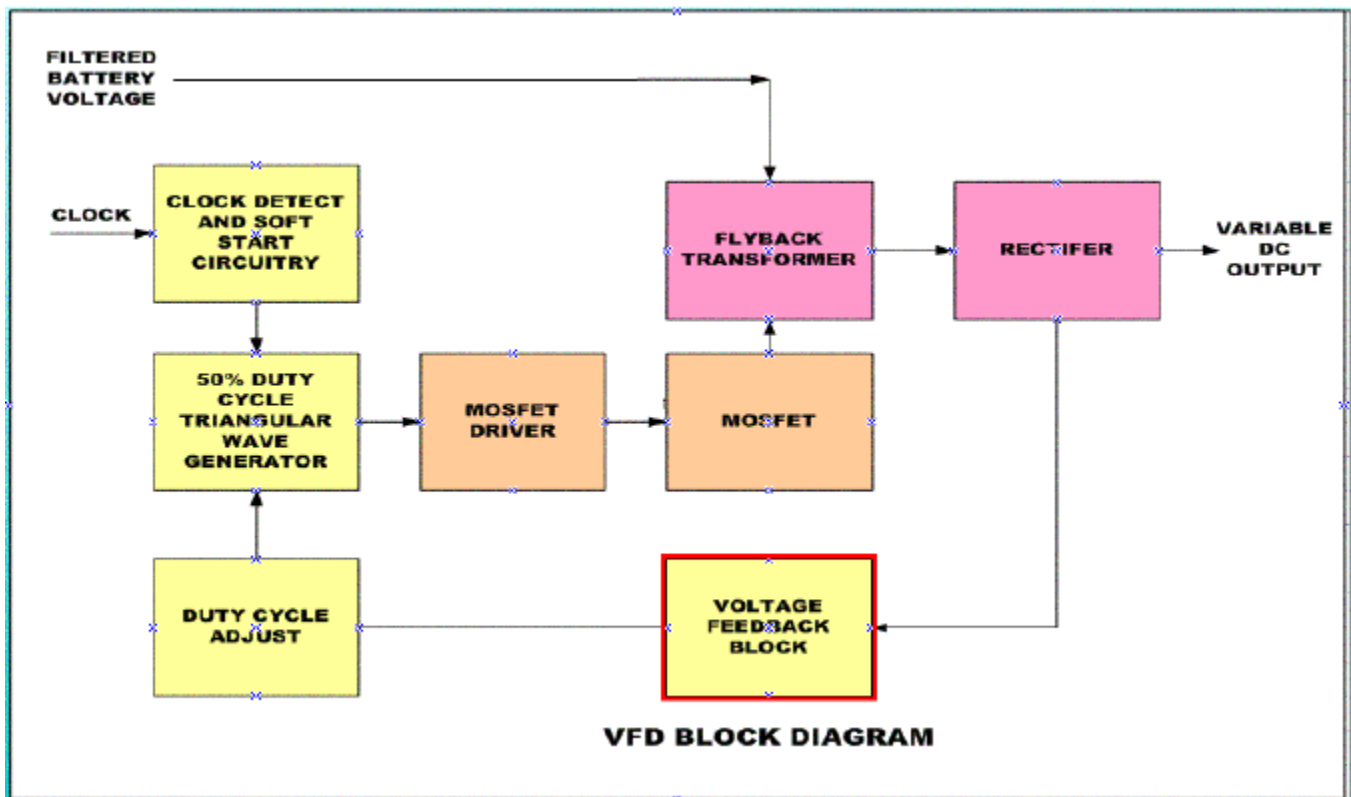 FILTERED
BATTERY
VOLTAGE
CLOCK
CLOCK DETECT
AND SOFT
START
CIRCUITRY
FLYBACK
TRANSFORMER
RECTIFER
VARIABLE
DC
OUTPUT
50% DUTY
CYCLE
TRIANGULAR
WAVE
GENERATOR
MOSFET
DRIVER
MOSFET
DUTY CYCLE
ADJUST
VOLTAGE
FEEDBACK
BLOCK
VFD BLOCK DIAGRAM